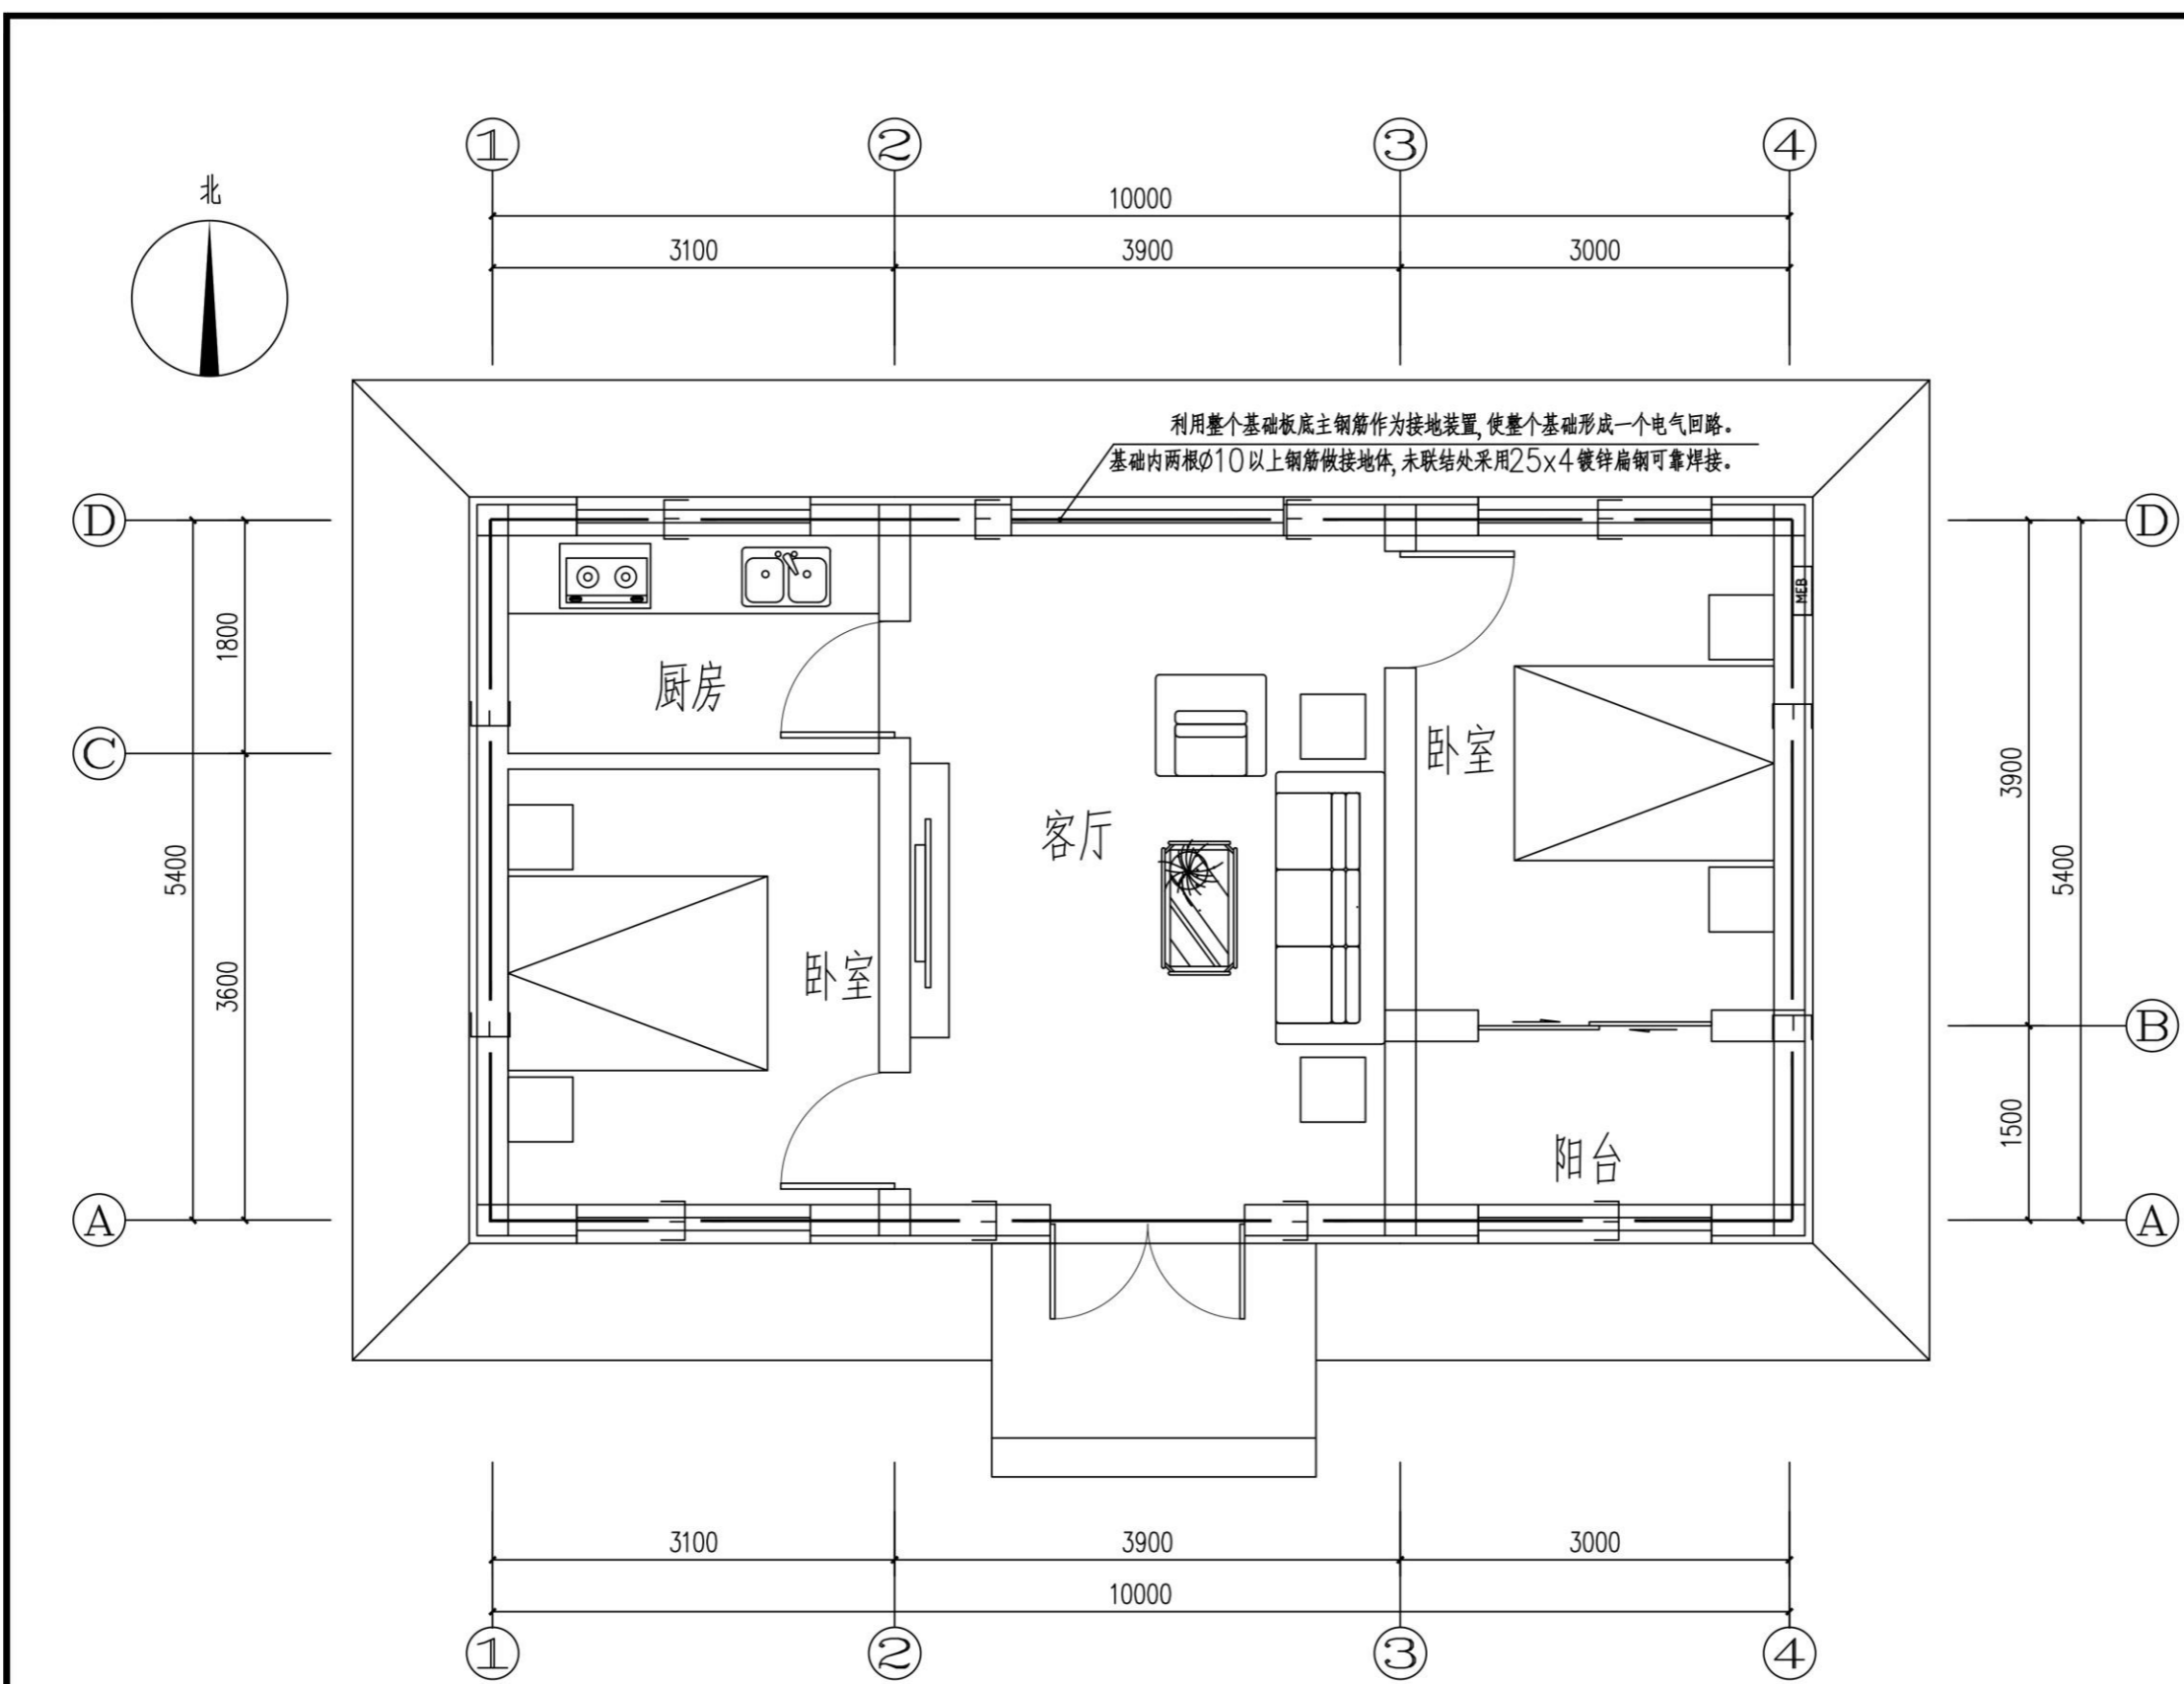 ① ② ③ ④
北
10000
3100 3900 3000
利用整个基础板底主钢筋作为接地装置,使整个基础形成一个电气回路。
基础内两根Ø10以上钢筋做接地体,未联结处采用25x4镀锌扁钢可靠焊接。
D D
MEB
1800
厨房
C
卧室
3900
客厅
5400
5400
3600
卧室
B
1500
阳台
A A
3100 3900 3000
10000
① ② ③ ④